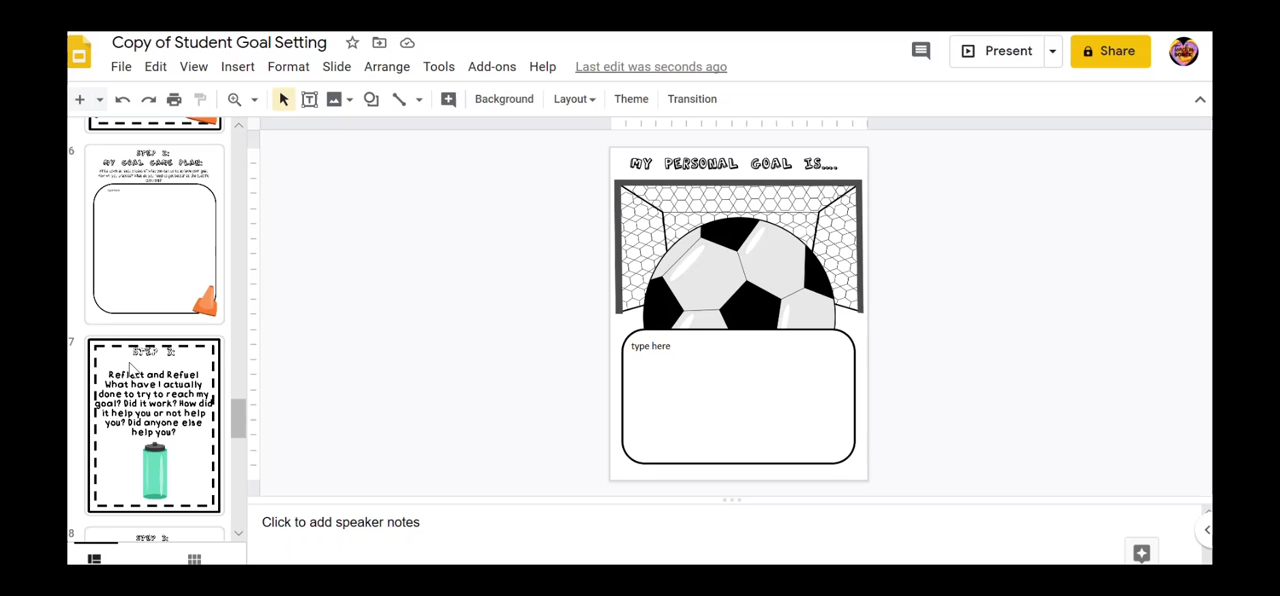 Copy of Student Goal Setting
File Edit View Insert Format Slide Arrange Tools Add-ons Help Last edit was seconds ago
Present
Share
Background Layout Theme Transition
6
STEP 2:
MY GOAL GAME PLAN:
type here
7
STEP 3:
Reflect and Refuel
What have I actually
done to try to reach my
goal? Did it work? How did
it help you or not help
you? Did anyone else
help you?
8
STEP 3:
MY PERSONAL GOAL IS....
type here
Click to add speaker notes